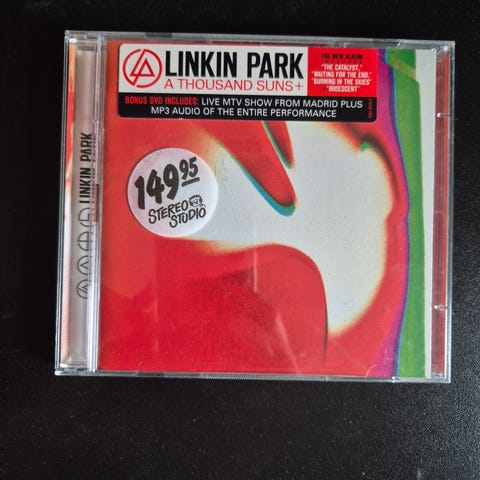 LINKIN PARK
A THOUSAND SUNS+
THE NEW ALBUM
"THE CATALYST,"
"WAITING FOR THE END,"
"BURNING IN THE SKIES"
"IRIDESCENT"
BONUS DVD INCLUDES: LIVE MTV SHOW FROM MADRID PLUS
MP3 AUDIO OF THE ENTIRE PERFORMANCE
149 95
STEREO
STUDIO
LINKIN PARK